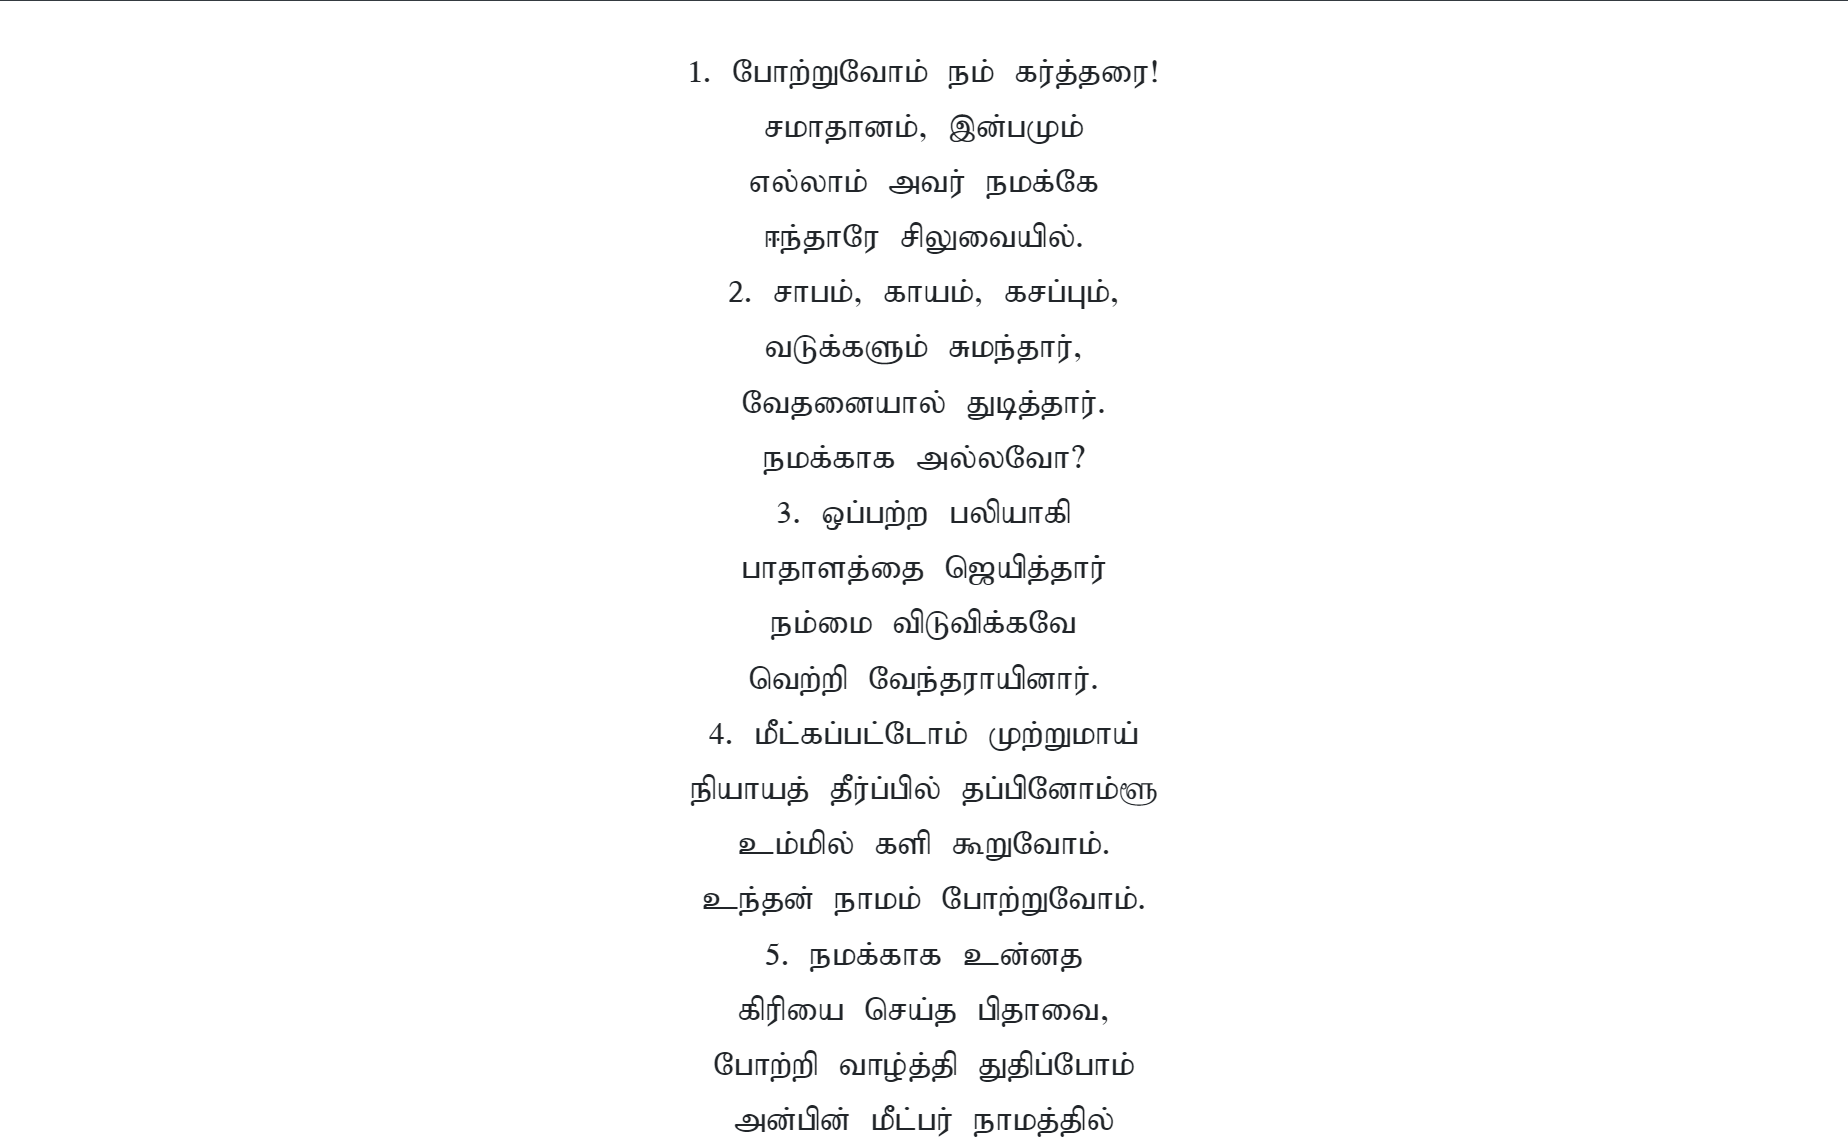 1. போற்றுவோம் நம் கர்த்தரை!
சமாதானம், இன்பமும்
எல்லாம் அவர் நமக்கே
ஈந்தாரே சிலுவையில்.
2. சாபம், காயம், கசப்பும்,
வடுக்களும் சுமந்தார்,
வேதனையால் துடித்தார்.
நமக்காக அல்லவோ?
3. ஒப்பற்ற பலியாகி
பாதாளத்தை ஜெயித்தார்
நம்மை விடுவிக்கவே
வெற்றி வேந்தராயினார்.
4. மீட்கப்பட்டோம் முற்றுமாய்
நியாயத் தீர்ப்பில் தப்பினோம்ளூ
உம்மில் களி கூறுவோம்.
உந்தன் நாமம் போற்றுவோம்.
5. நமக்காக உன்னத
கிரியை செய்த பிதாவை,
போற்றி வாழ்த்தி துதிப்போம்
அன்பின் மீட்பர் நாமத்தில்